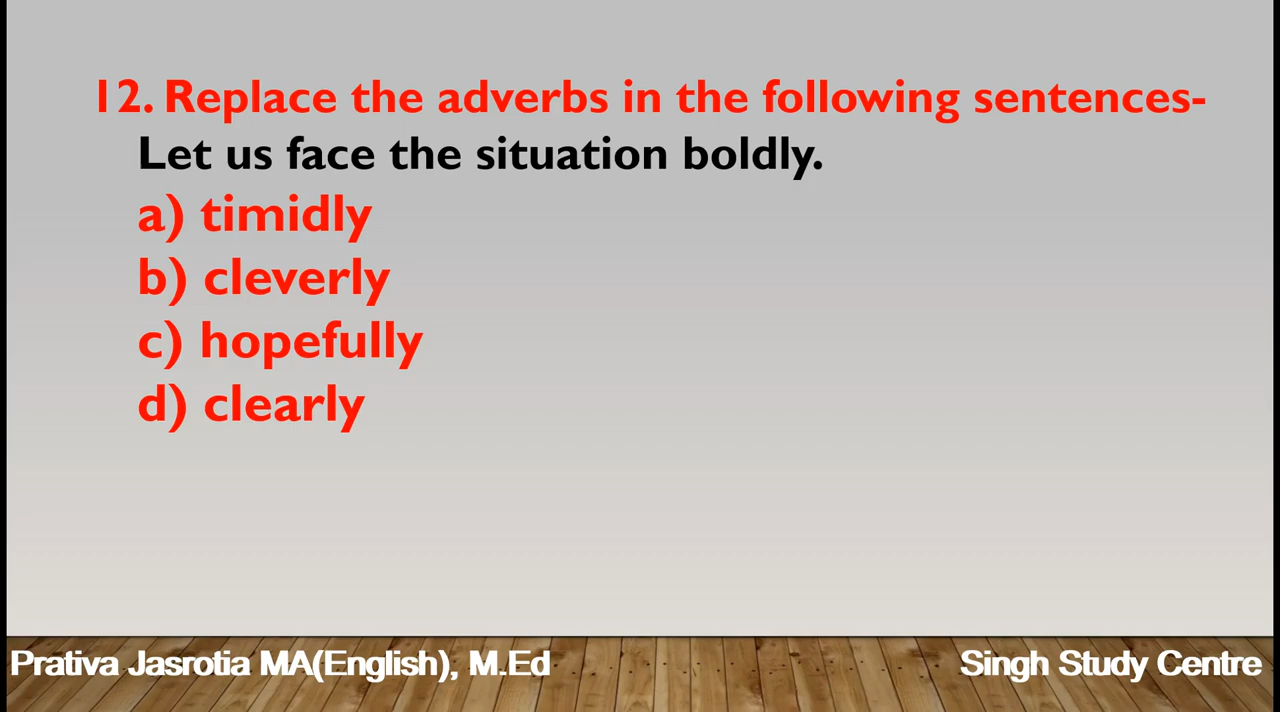 12. Replace the adverbs in the following sentences-
Let us face the situation boldly.
a) timidly
b) cleverly
c) hopefully
d) clearly
Prativa Jasrotia MA(English), M.Ed
Singh Study Centre